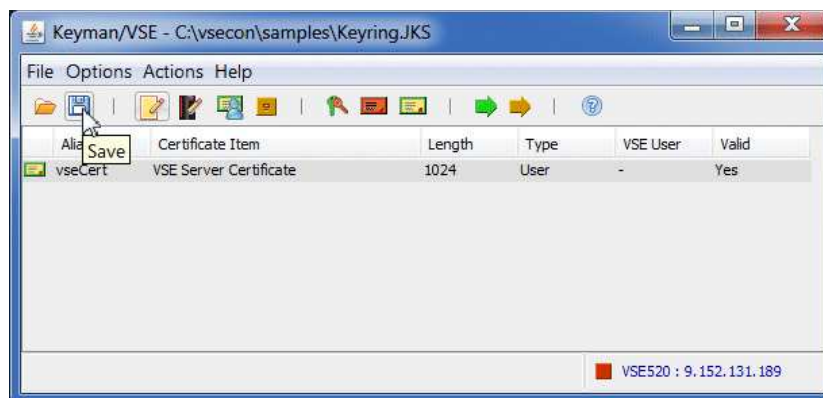 Keyman/VSE - C:\vsecon\samples\Keyring.JKS
File Options Actions Help
Alia Certificate Item Length Type VSE User Valid
Save
vseCert VSE Server Certificate 1024 User - Yes
VSE520 : 9.152.131.189